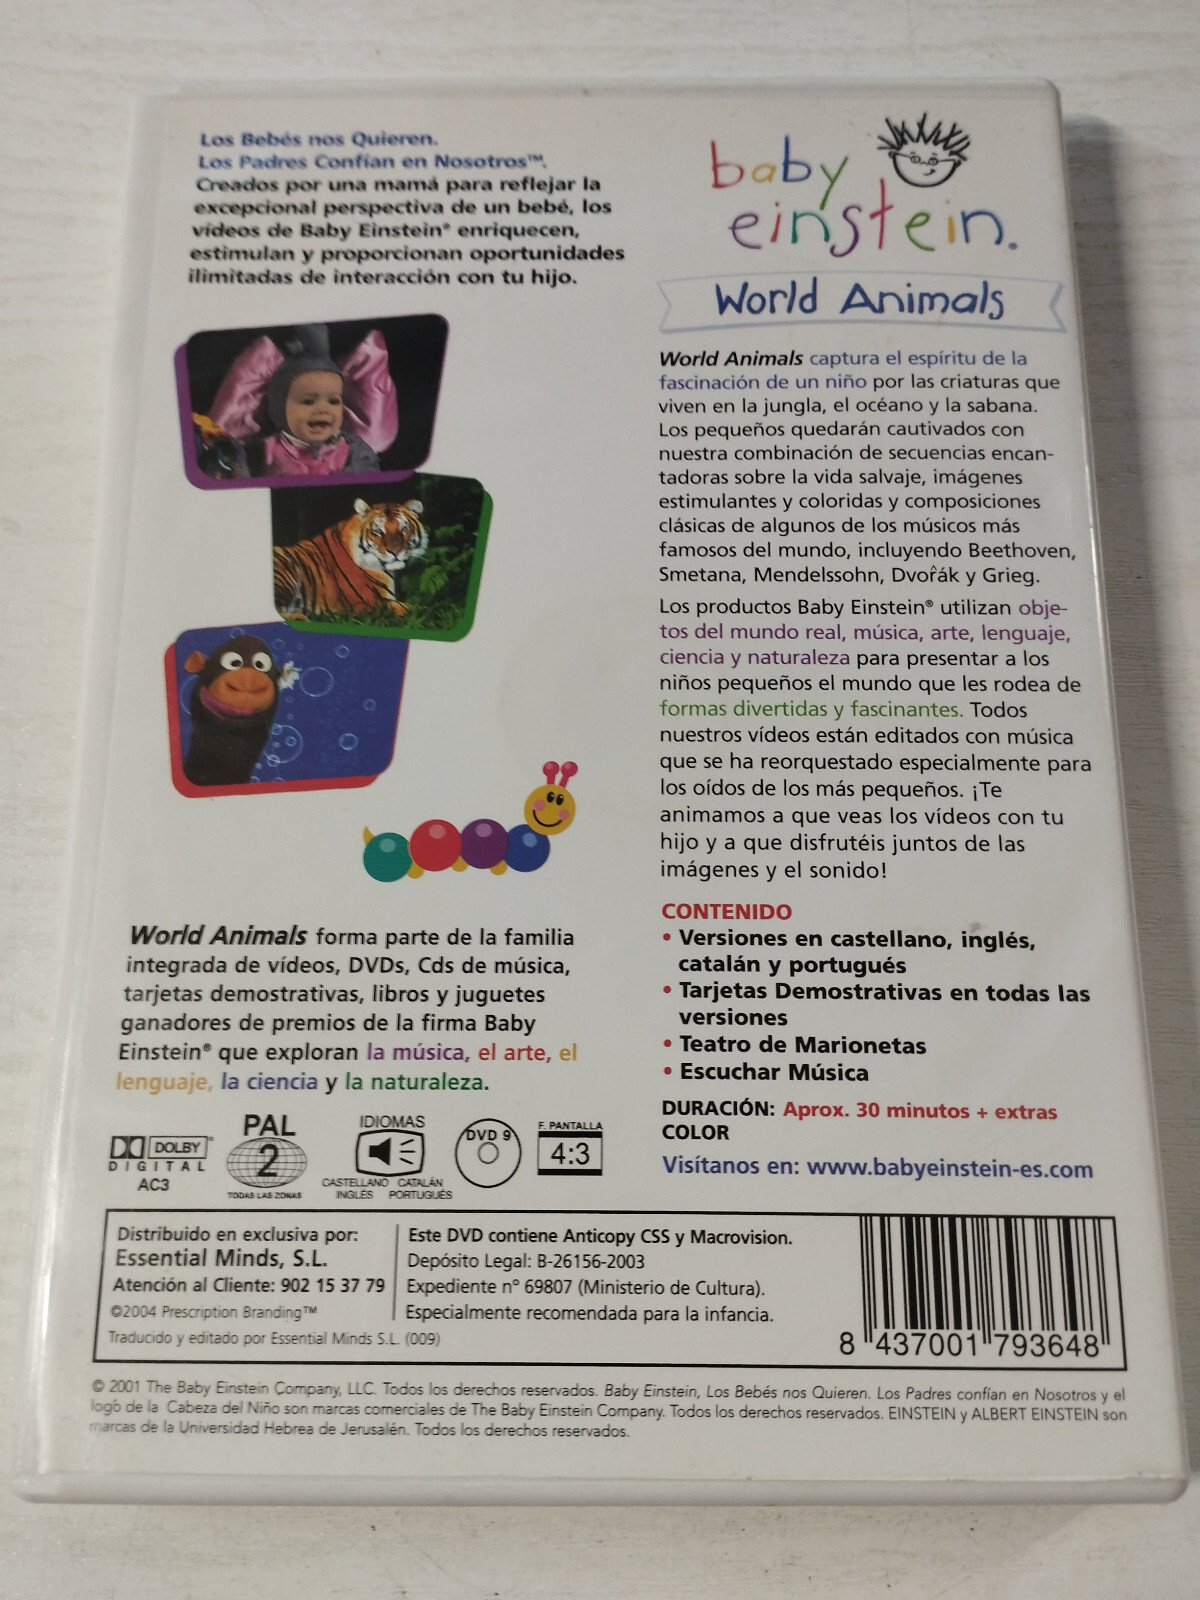 Los Bebés nos Quieren.
Los Padres Confían en Nosotros™.
Creados por una mamá para reflejar la
excepcional perspectiva de un bebé, los
vídeos de Baby Einstein® enriquecen,
estimulan y proporcionan oportunidades
ilimitadas de interacción con tu hijo.
World Animals forma parte de la familia
integrada de vídeos, DVDs, Cds de música,
tarjetas demostrativas, libros y juguetes
ganadores de premios de la firma Baby
Einstein® que exploran la música, el arte, el
lenguaje, la ciencia y la naturaleza.
baby
einstein.
World Animals
World Animals captura el espíritu de la
fascinación de un niño por las criaturas que
viven en la jungla, el océano y la sabana.
Los pequeños quedarán cautivados con
nuestra combinación de secuencias encan-
tadoras sobre la vida salvaje, imágenes
estimulantes y coloridas y composiciones
clásicas de algunos de los músicos más
famosos del mundo, incluyendo Beethoven,
Smetana, Mendelssohn, Dvořák y Grieg.
Los productos Baby Einstein® utilizan obje-
tos del mundo real, música, arte, lenguaje,
ciencia y naturaleza para presentar a los
niños pequeños el mundo que les rodea de
formas divertidas y fascinantes. Todos
nuestros vídeos están editados con música
que se ha reorquestado especialmente para
los oídos de los más pequeños. ¡Te
animamos a que veas los vídeos con tu
hijo y a que disfrutéis juntos de las
imágenes y el sonido!
CONTENIDO
• Versiones en castellano, inglés,
catalán y portugués
• Tarjetas Demostrativas en todas las
versiones
• Teatro de Marionetas
• Escuchar Música
DURACIÓN: Aprox. 30 minutos + extras
COLOR
Visítanos en: www.babyeinstein-es.com
DOLBY
DIGITAL
AC3
PAL
2
TODAS LAS ZONAS
IDIOMAS
CASTELLANO CATALÁN
INGLÉS PORTUGUÉS
DVD 9
F. PANTALLA
4:3
Distribuido en exclusiva por:
Essential Minds, S.L.
Atención al Cliente: 902 15 37 79
©2004 Prescription Branding™
Traducido y editado por Essential Minds S.L. (009)
Este DVD contiene Anticopy CSS y Macrovision.
Depósito Legal: B-26156-2003
Expediente nº 69807 (Ministerio de Cultura).
Especialmente recomendada para la infancia.
8 437001 793648
© 2001 The Baby Einstein Company, LLC. Todos los derechos reservados. Baby Einstein, Los Bebés nos Quieren. Los Padres confían en Nosotros y el
logo de la Cabeza del Niño son marcas comerciales de The Baby Einstein Company. Todos los derechos reservados. EINSTEIN y ALBERT EINSTEIN son
marcas de la Universidad Hebrea de Jerusalén. Todos los derechos reservados.